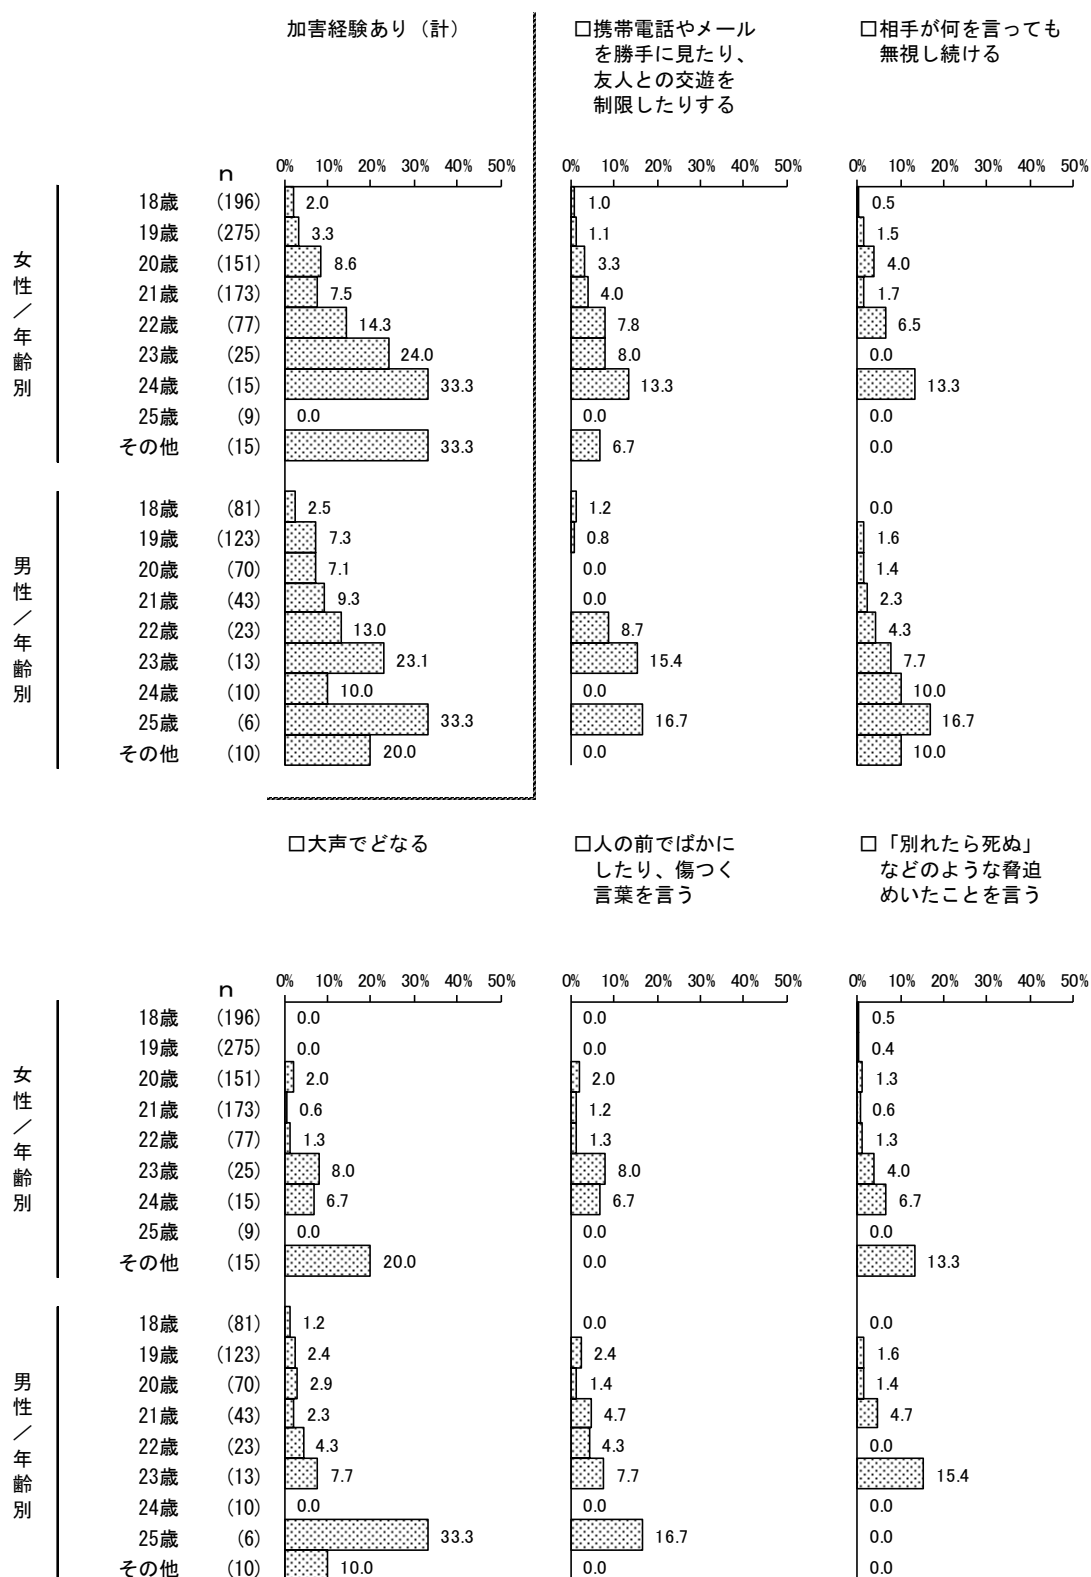 加害経験あり（計）
□携帯電話やメール
を勝手に見たり、
友人との交遊を
制限したりする
□相手が何を言っても
無視し続ける
n 0% 10% 20% 30% 40% 50% 0% 10% 20% 30% 40% 50% 0% 10% 20% 30% 40% 50%
女性／年齢別
18歳 (196) 2.0 1.0 0.5
19歳 (275) 3.3 1.1 1.5
20歳 (151) 8.6 3.3 4.0
21歳 (173) 7.5 4.0 1.7
22歳 (77) 14.3 7.8 6.5
23歳 (25) 24.0 8.0 0.0
24歳 (15) 33.3 13.3 13.3
25歳 (9) 0.0 0.0 0.0
その他 (15) 33.3 6.7 0.0
男性／年齢別
18歳 (81) 2.5 1.2 0.0
19歳 (123) 7.3 0.8 1.6
20歳 (70) 7.1 0.0 1.4
21歳 (43) 9.3 0.0 2.3
22歳 (23) 13.0 8.7 4.3
23歳 (13) 23.1 15.4 7.7
24歳 (10) 10.0 0.0 10.0
25歳 (6) 33.3 16.7 16.7
その他 (10) 20.0 0.0 10.0
□大声でどなる
□人の前でばかに
したり、傷つく
言葉を言う
□「別れたら死ぬ」
などのような脅迫
めいたことを言う
n 0% 10% 20% 30% 40% 50% 0% 10% 20% 30% 40% 50% 0% 10% 20% 30% 40% 50%
女性／年齢別
18歳 (196) 0.0 0.0 0.5
19歳 (275) 0.0 0.0 0.4
20歳 (151) 2.0 2.0 1.3
21歳 (173) 0.6 1.2 0.6
22歳 (77) 1.3 1.3 1.3
23歳 (25) 8.0 8.0 4.0
24歳 (15) 6.7 6.7 6.7
25歳 (9) 0.0 0.0 0.0
その他 (15) 20.0 0.0 13.3
男性／年齢別
18歳 (81) 1.2 0.0 0.0
19歳 (123) 2.4 2.4 1.6
20歳 (70) 2.9 1.4 1.4
21歳 (43) 2.3 4.7 4.7
22歳 (23) 4.3 4.3 0.0
23歳 (13) 7.7 7.7 15.4
24歳 (10) 0.0 0.0 0.0
25歳 (6) 33.3 16.7 0.0
その他 (10) 10.0 0.0 0.0